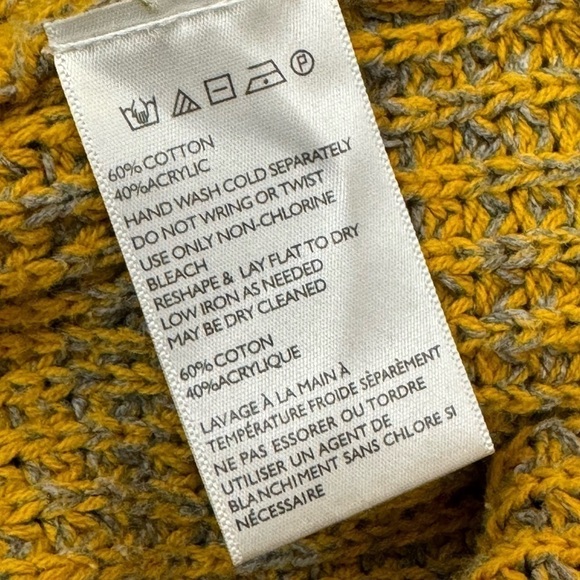 P
60% COTTON
40%ACRYLIC
HAND WASH COLD SEPARATELY
DO NOT WRING OR TWIST
USE ONLY NON-CHLORINE
BLEACH
RESHAPE & LAY FLAT TO DRY
LOW IRON AS NEEDED
MAY BE DRY CLEANED
60% COTON
40%ACRYLIQUE
LAVAGE À LA MAIN À
TEMPÉRATURE FROIDE SÉPARÈMENT
NE PAS ESSORER OU TORDRE
UTILISER UN AGENT DE
BLANCHIMENT SANS CHLORE SI
NÉCESSAIRE